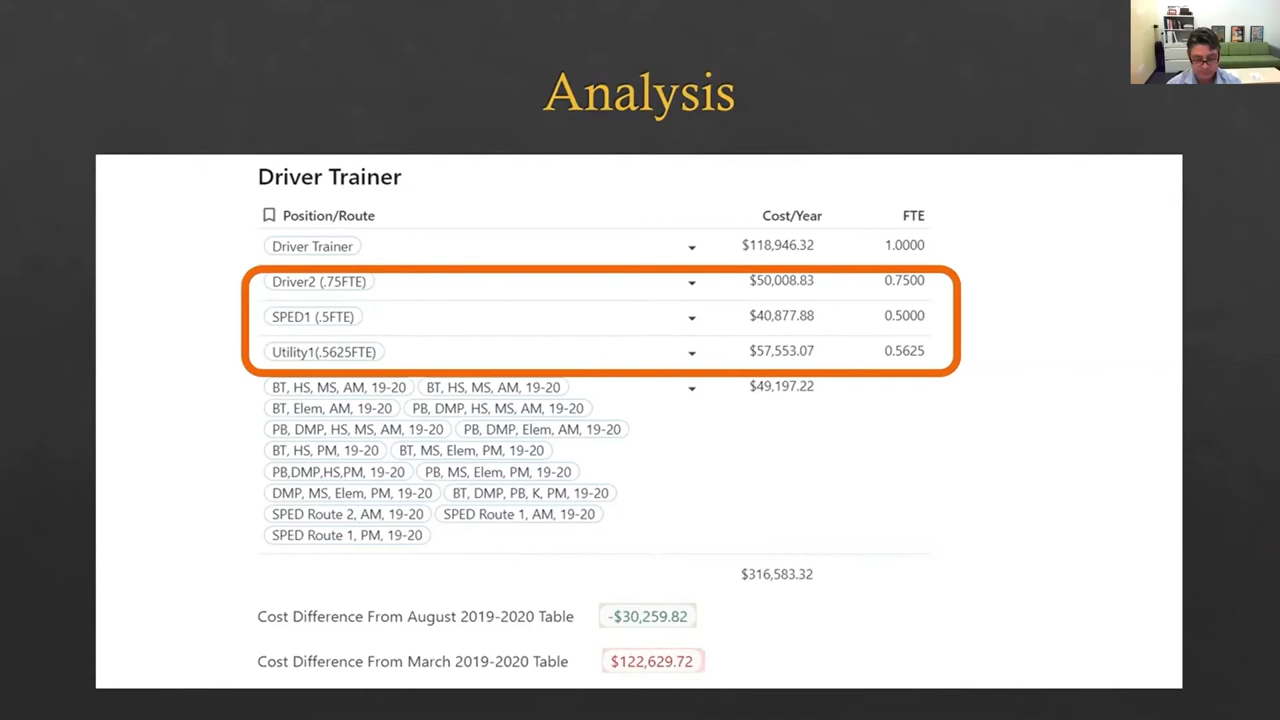 Analysis
Driver Trainer
Position/Route Cost/Year FTE
Driver Trainer $118,946.32 1.0000
Driver2 (.75FTE) $50,008.83 0.7500
SPED1 (.5FTE) $40,877.88 0.5000
Utility1(.5625FTE) $57,553.07 0.5625
BT, HS, MS, AM, 19-20 BT, HS, MS, AM, 19-20 $49,197.22
BT, Elem, AM, 19-20 PB, DMP, HS, MS, AM, 19-20
PB, DMP, HS, MS, AM, 19-20 PB, DMP, Elem, AM, 19-20
BT, HS, PM, 19-20 BT, MS, Elem, PM, 19-20
PB,DMP,HS,PM, 19-20 PB, MS, Elem, PM, 19-20
DMP, MS, Elem, PM, 19-20 BT, DMP, PB, K, PM, 19-20
SPED Route 2, AM, 19-20 SPED Route 1, AM, 19-20
SPED Route 1, PM, 19-20
$316,583.32
Cost Difference From August 2019-2020 Table -$30,259.82
Cost Difference From March 2019-2020 Table $122,629.72